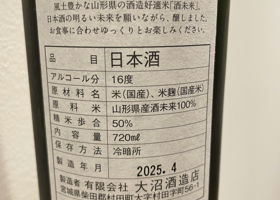 風土豊かな山形県の酒造好適米「酒未来」。
日本酒の明るい未来を願いながら、醸しました。
お食事に合わせゆっくりとお楽しみください。
品目 日本酒
アルコール分 16度
原材料名 米(国産)、米麹(国産米)
原料米 山形県産酒未来100%
精米歩合 50%
内容量 720㎖
保存方法 冷暗所
製造年月 2025.4
製造者 有限会社 大沼酒造店
宮城県柴田郡村田町大字村田字町56-1